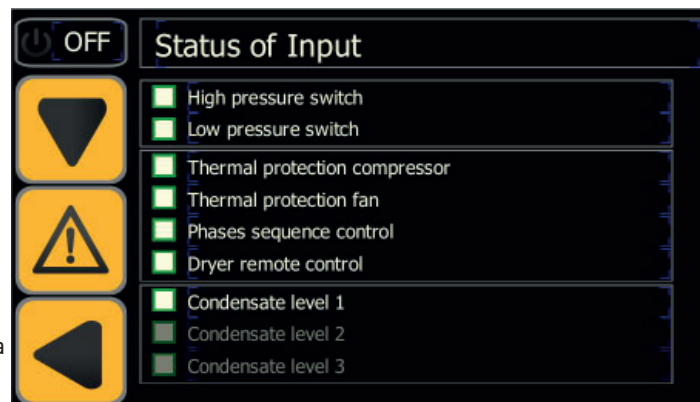 OFF
Status of Input
High pressure switch
Low pressure switch
Thermal protection compressor
Thermal protection fan
Phases sequence control
Dryer remote control
Condensate level 1
Condensate level 2
Condensate level 3
a